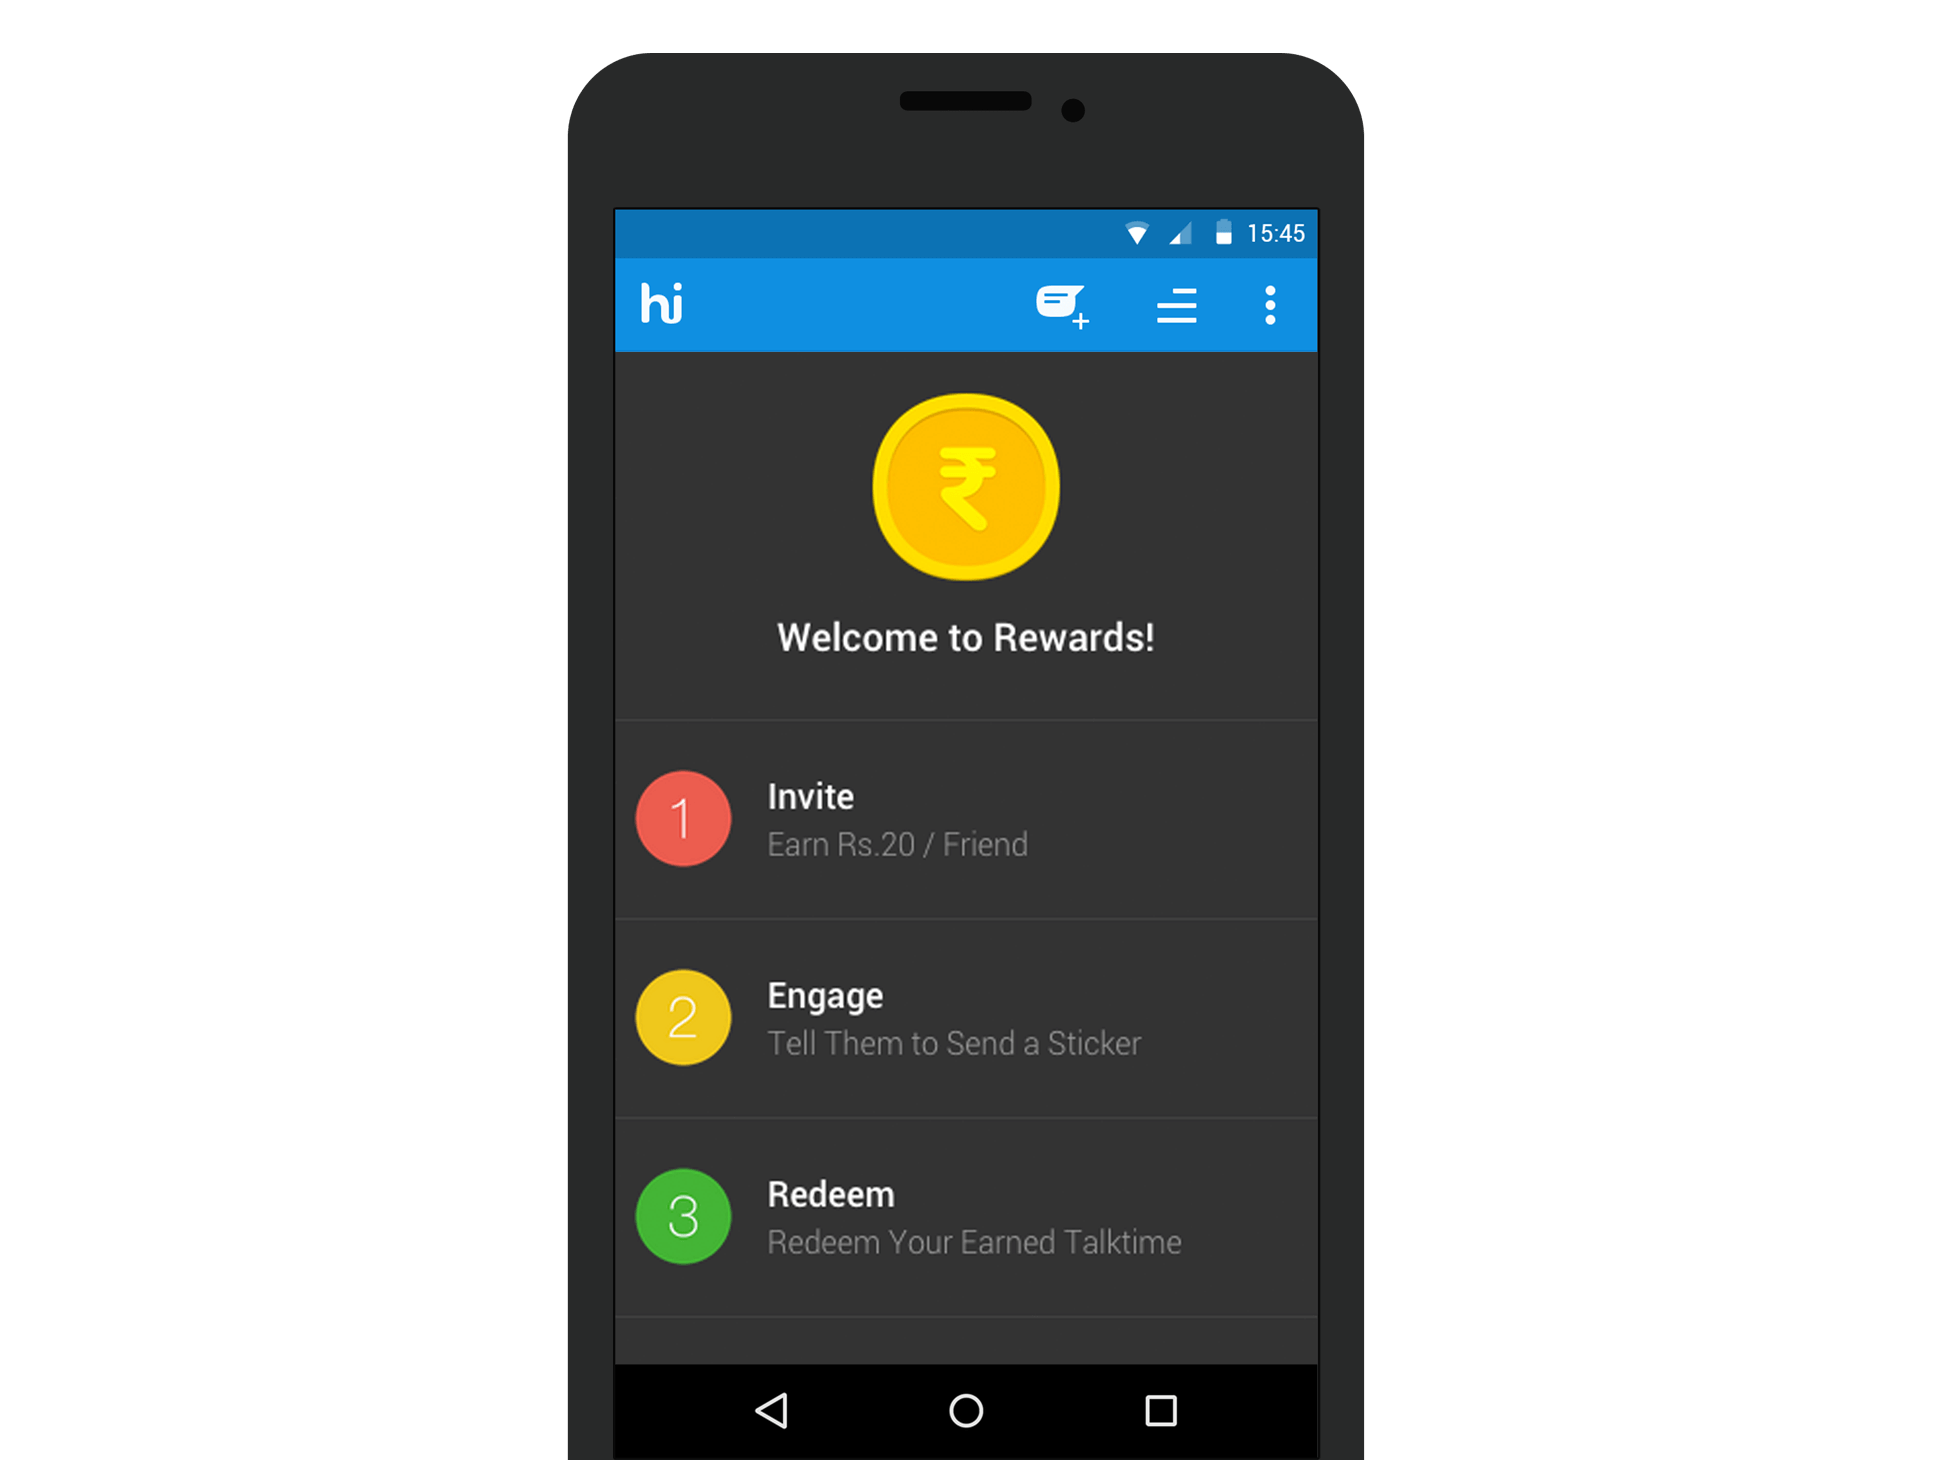 15:45
hi
₹
Welcome to Rewards!
1
Invite
Earn Rs.20 / Friend
2
Engage
Tell Them to Send a Sticker
3
Redeem
Redeem Your Earned Talktime